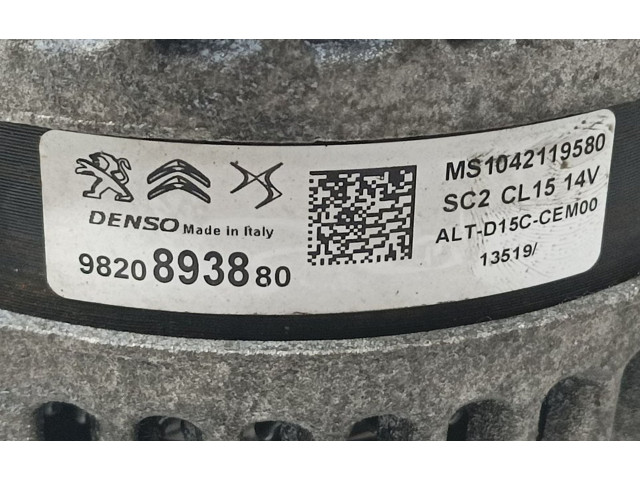 DENSO Made in Italy
9820893880
MS1042119580
SC2 CL15 14V
ALT-D15C-CEM00
13519/